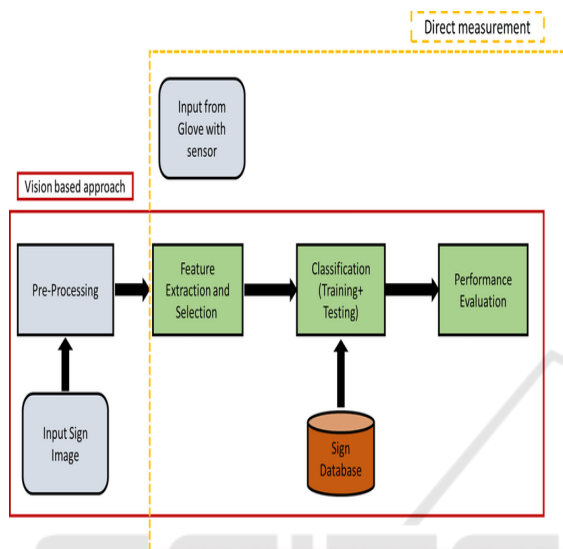 Direct measurement
Input from
Glove with
sensor
Vision based approach
Pre-Processing
Feature
Extraction and
Selection
Classification
(Training+
Testing)
Performance
Evaluation
Input Sign
Image
Sign
Database